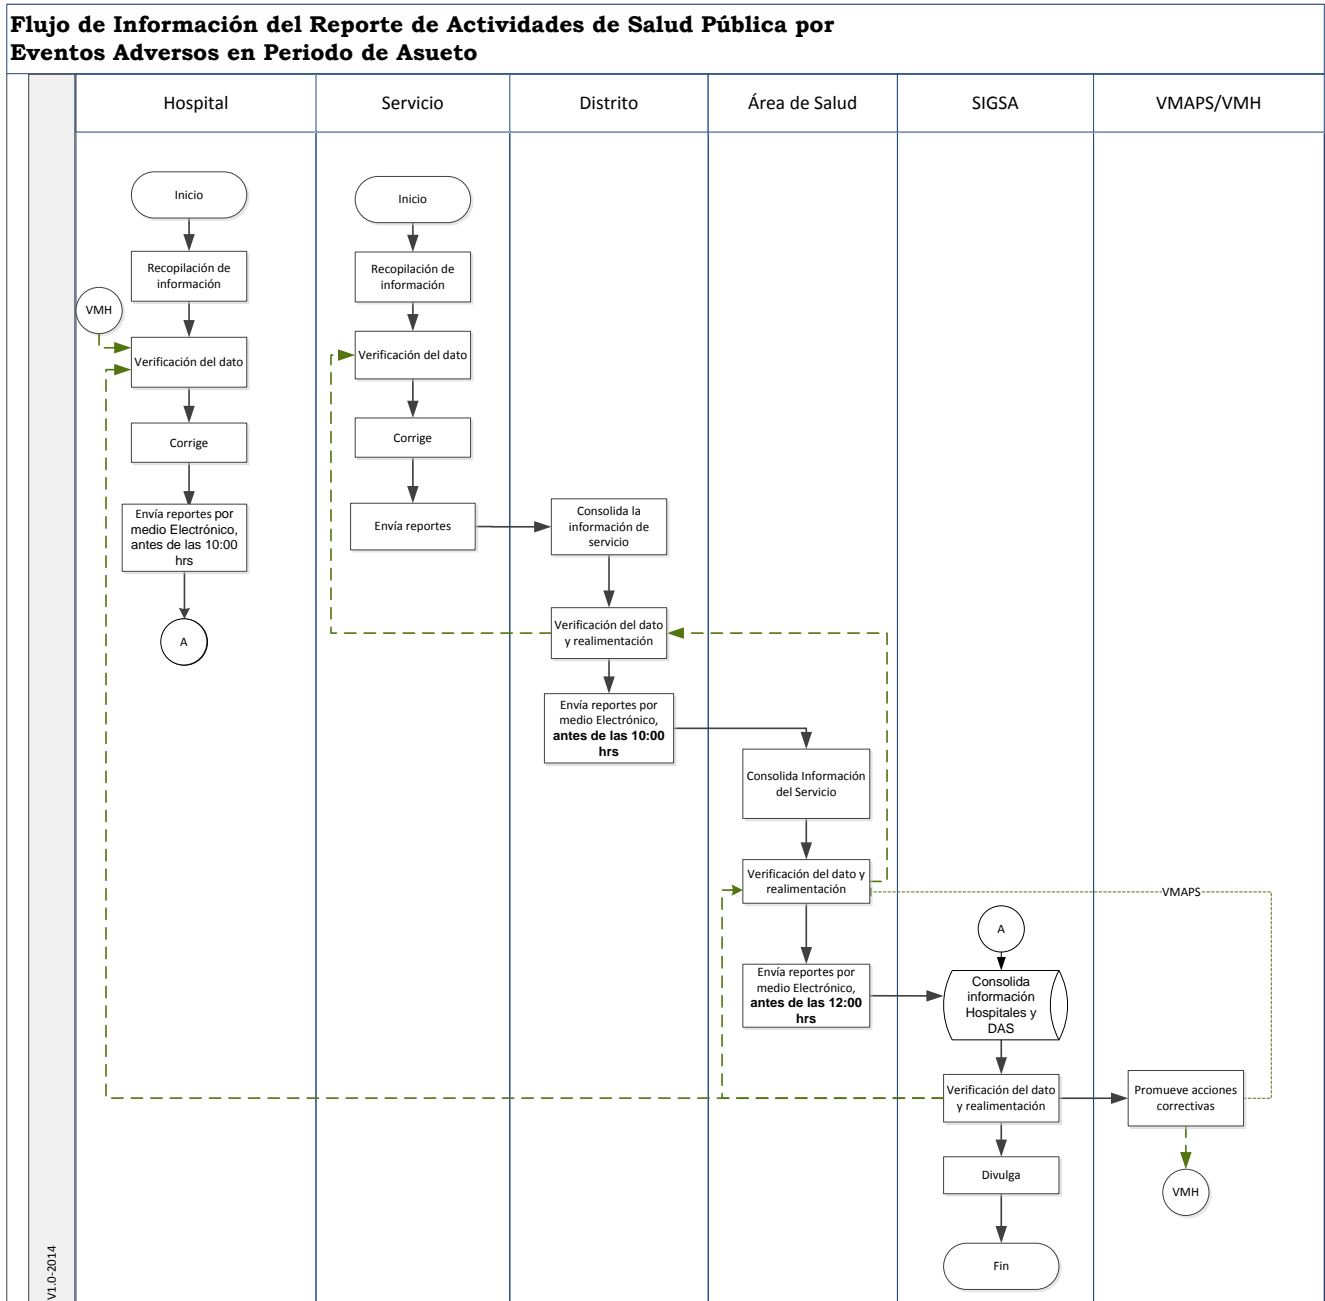 Flujo de Información del Reporte de Actividades de Salud Pública por
Eventos Adversos en Periodo de Asueto
Hospital
Servicio
Distrito
Área de Salud
SIGSA
VMAPS/VMH
Inicio
Recopilación de
información
VMH
Verificación del dato
Corrige
Envía reportes por
medio Electrónico,
antes de las 10:00
hrs
A
Inicio
Recopilación de
información
Verificación del dato
Corrige
Envía reportes
Consolida la
información de
servicio
Verificación del dato
y realimentación
Envía reportes por
medio Electrónico,
antes de las 10:00
hrs
Consolida Información
del Servicio
Verificación del dato y
realimentación
Envía reportes por
medio Electrónico,
antes de las 12:00
hrs
A
Consolida
información
Hospitales y
DAS
Verificación del dato
y realimentación
Divulga
Fin
VMAPS
Promueve acciones
correctivas
VMH
V1.0-2014